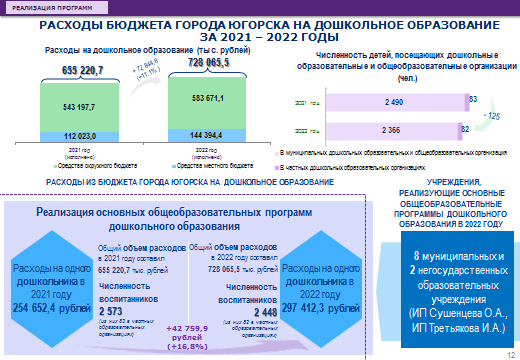 РЕАЛИЗАЦИЯ ПРОГРАММ
РАСХОДЫ БЮДЖЕТА ГОРОДА ЮГОРСКА НА ДОШКОЛЬНОЕ ОБРАЗОВАНИЕ
ЗА 2021 – 2022 ГОДЫ
Расходы на дошкольное образование (тыс. рублей)
655 220,7
+ 72 844,8
(+11,1%)
728 065,5
543 197,7
583 671,1
112 023,0
144 394,4
2021 год
(исполнено)
2022 год
(исполнено)
Средства окружного бюджета
Средства местного бюджета
Численность детей, посещающих дошкольные
образовательные и общеобразовательные организации
(чел.)
2021 год
2 490
83
- 125
2022 год
2 366
82
В муниципальных дошкольных образовательных и общеобразовательных организация
В частных дошкольных образовательных организациях
РАСХОДЫ ИЗ БЮДЖЕТА ГОРОДА ЮГОРСКА НА ДОШКОЛЬНОЕ ОБРАЗОВАНИЕ
Реализация основных общеобразовательных программ
дошкольного образования
Расходы на одного
дошкольника в
2021 году
254 652,4 рублей
Общий объем расходов
в 2021 году составил
655 220,7 тыс. рублей
Численность
воспитанников
2 573
(из них 83 в частных
образовательных
организациях)
Общий объем расходов
в 2022 году составил
728 065,5 тыс. рублей
Численность
воспитанников
2 448
(из них 82 в частных
образовательных
организациях)
+42 759,9
рублей
(+16,8%)
Расходы на одного
дошкольника в
2022 году
297 412,3 рублей
УЧРЕЖДЕНИЯ,
РЕАЛИЗУЮЩИЕ ОСНОВНЫЕ
ОБЩЕОБРАЗОВАТЕЛЬНЫЕ
ПРОГРАММЫ ДОШКОЛЬНОГО
ОБРАЗОВАНИЯ В 2022 ГОДУ
8 муниципальных и
2 негосударственных
образовательных
учреждения
(ИП Сушенцева О.А.,
ИП Третьякова И.А.)
12